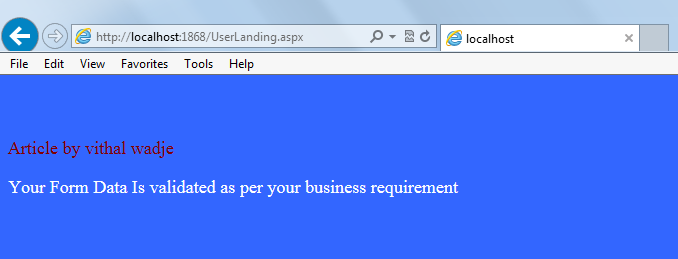 http://localhost:1868/UserLanding.aspx
localhost
File Edit View Favorites Tools Help
Article by vithal wadje
Your Form Data Is validated as per your business requirement